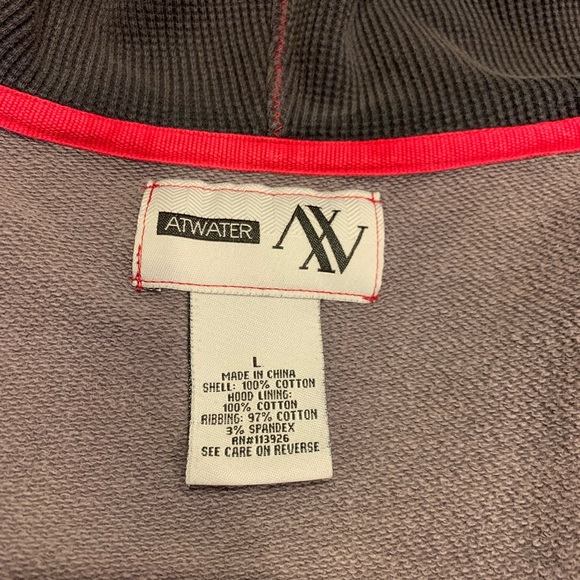 ATWATER
L
MADE IN CHINA
SHELL: 100% COTTON
HOOD LINING:
100% COTTON
RIBBING: 97% COTTON
3% SPANDEX
RN#113926
SEE CARE ON REVERSE